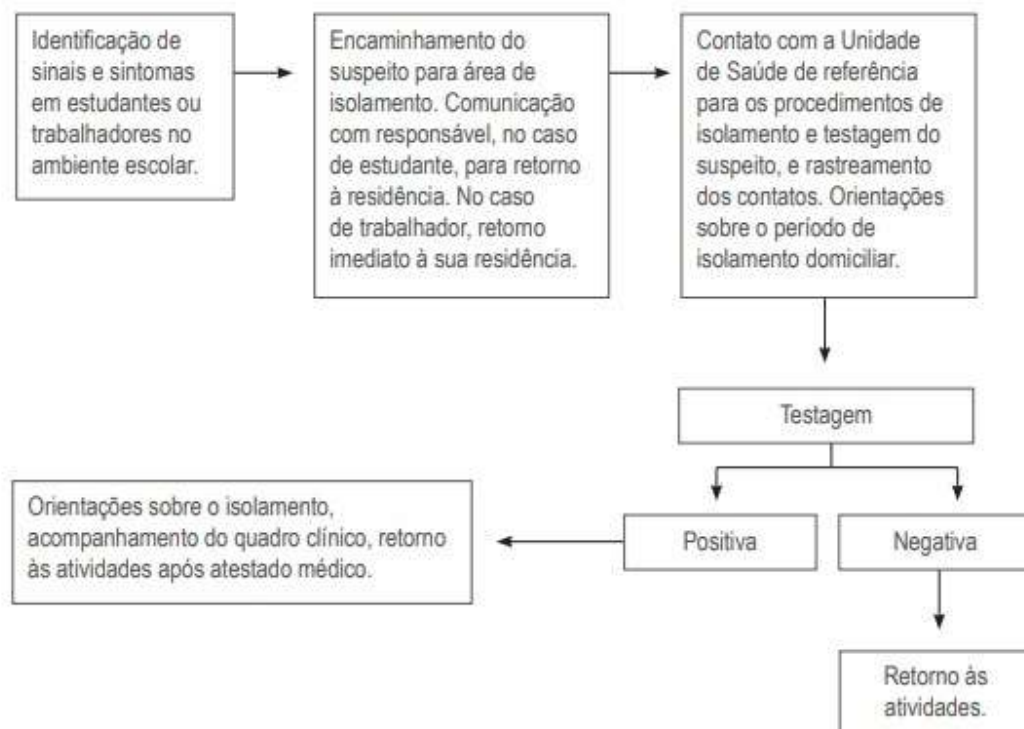 Identificação de
sinais e sintomas
em estudantes ou
trabalhadores no
ambiente escolar.
Encaminhamento do
suspeito para área de
isolamento. Comunicação
com responsável, no caso
de estudante, para retorno
à residência. No caso
de trabalhador, retorno
imediato à sua residência.
Contato com a Unidade
de Saúde de referência
para os procedimentos de
isolamento e testagem do
suspeito, e rastreamento
dos contatos. Orientações
sobre o período de
isolamento domiciliar.
Testagem
Positiva
Negativa
Orientações sobre o isolamento,
acompanhamento do quadro clínico, retorno
às atividades após atestado médico.
Retorno às
atividades.